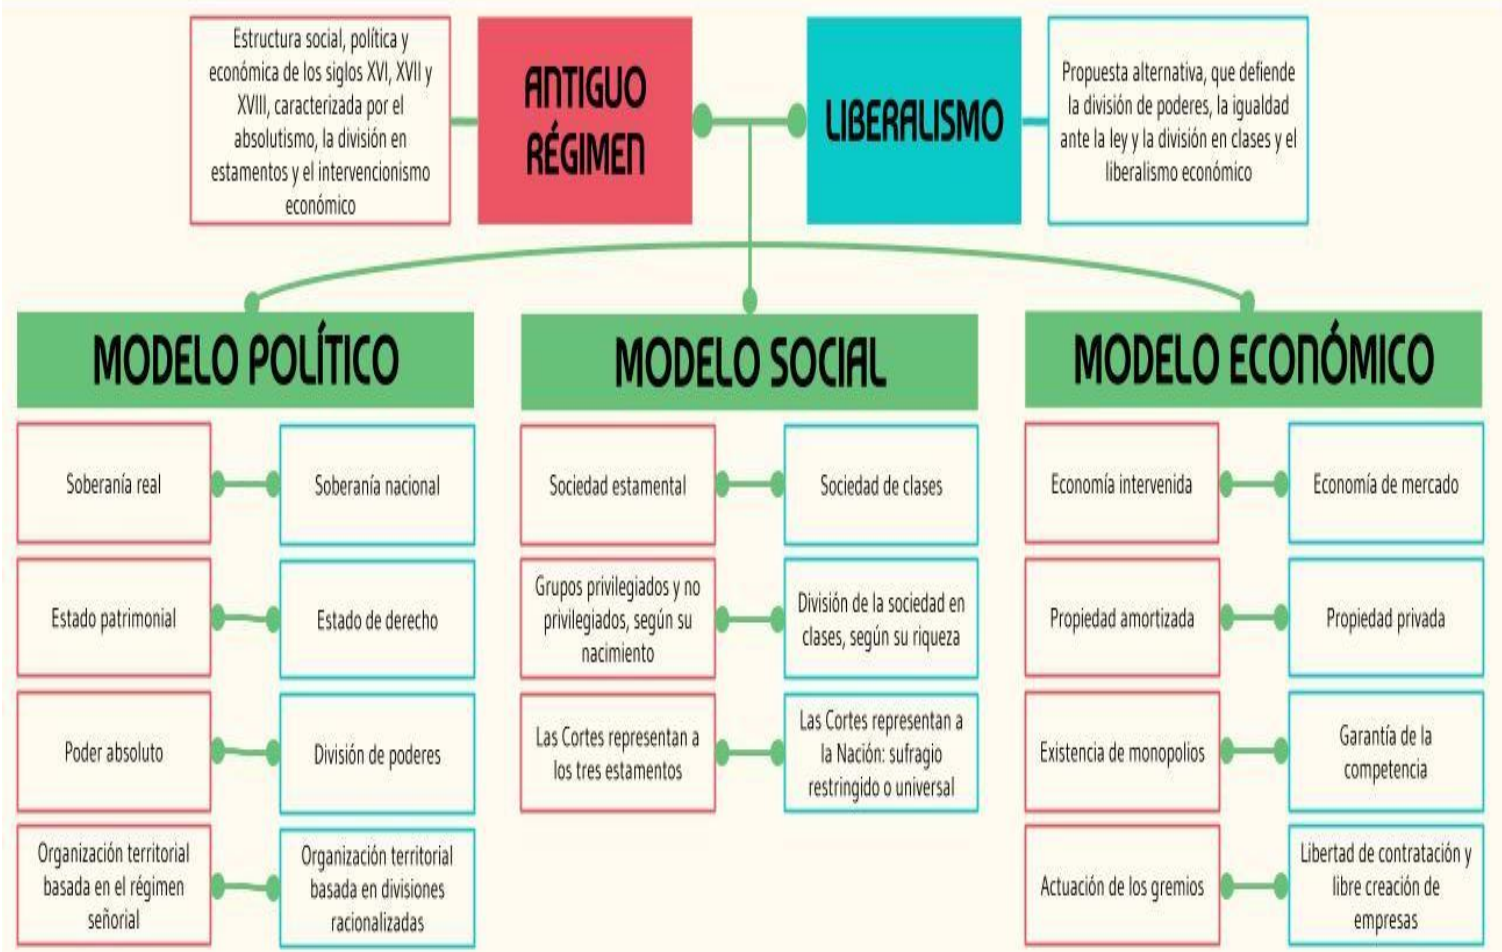 Estructura social, política y
económica de los siglos XVI, XVII y
XVIII, caracterizada por el
absolutismo, la división en
estamentos y el intervencionismo
económico
ANTIGUO
RÉGIMEN
LIBERALISMO
Propuesta alternativa, que defiende
la división de poderes, la igualdad
ante la ley y la división en clases y el
liberalismo económico
MODELO POLÍTICO
Soberanía real
Soberanía nacional
Estado patrimonial
Estado de derecho
Poder absoluto
División de poderes
Organización territorial
basada en el régimen
señorial
Organización territorial
basada en divisiones
racionalizadas
MODELO SOCIAL
Sociedad estamental
Sociedad de clases
Grupos privilegiados y no
privilegiados, según su
nacimiento
División de la sociedad en
clases, según su riqueza
Las Cortes representan a
los tres estamentos
Las Cortes representan a
la Nación: sufragio
restringido o universal
MODELO ECONÓMICO
Economía intervenida
Economía de mercado
Propiedad amortizada
Propiedad privada
Existencia de monopolios
Garantía de la
competencia
Actuación de los gremios
Libertad de contratación y
libre creación de
empresas